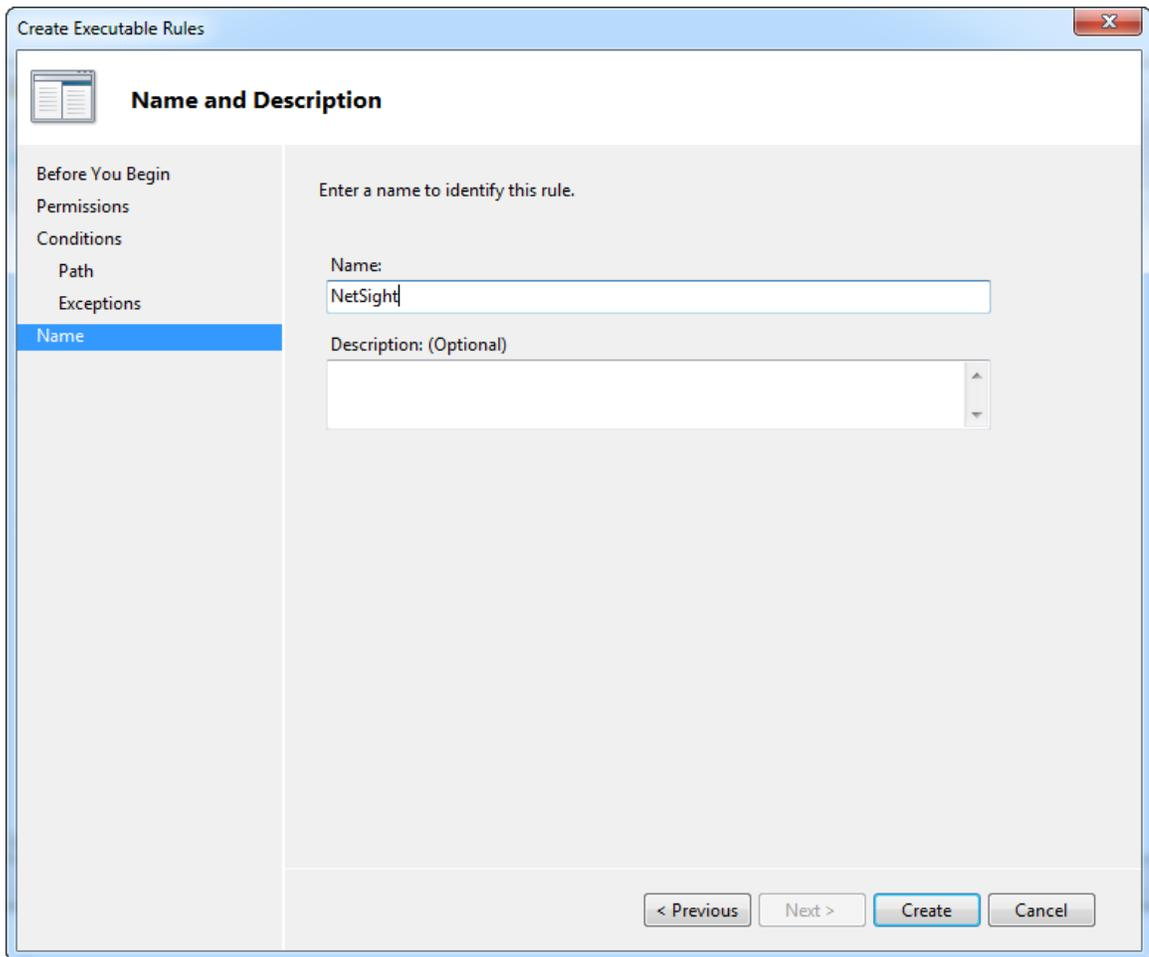 Create Executable Rules
Name and Description
Before You Begin
Permissions
Conditions
Path
Exceptions
Name
Enter a name to identify this rule.
Name:
NetSight
Description: (Optional)
< Previous
Next >
Create
Cancel